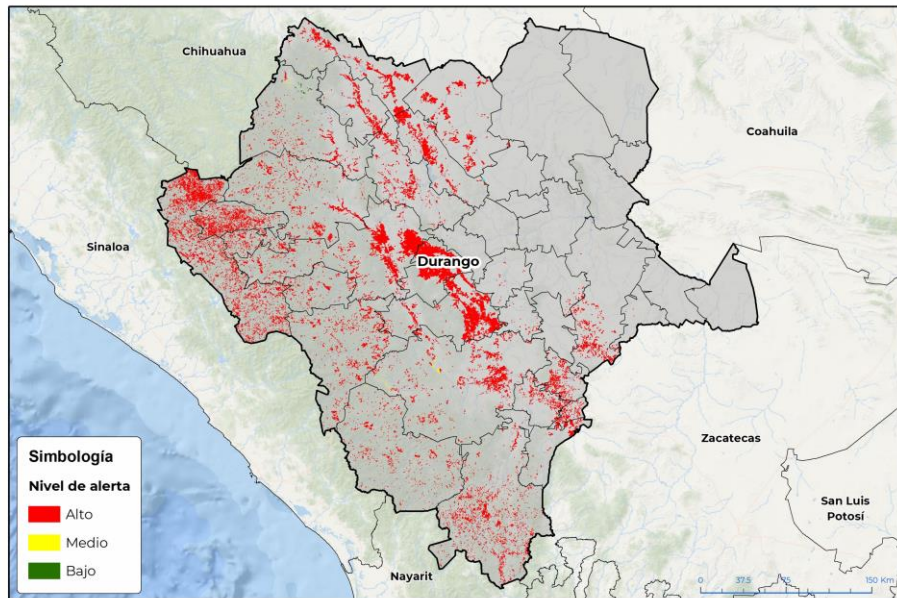 Chihuahua
Coahuila
Sinaloa
Durango
Zacatecas
San Luis
Potosí
Nayarit
Simbología
Nivel de alerta
Alto
Medio
Bajo
0 37.5 75 150 Km